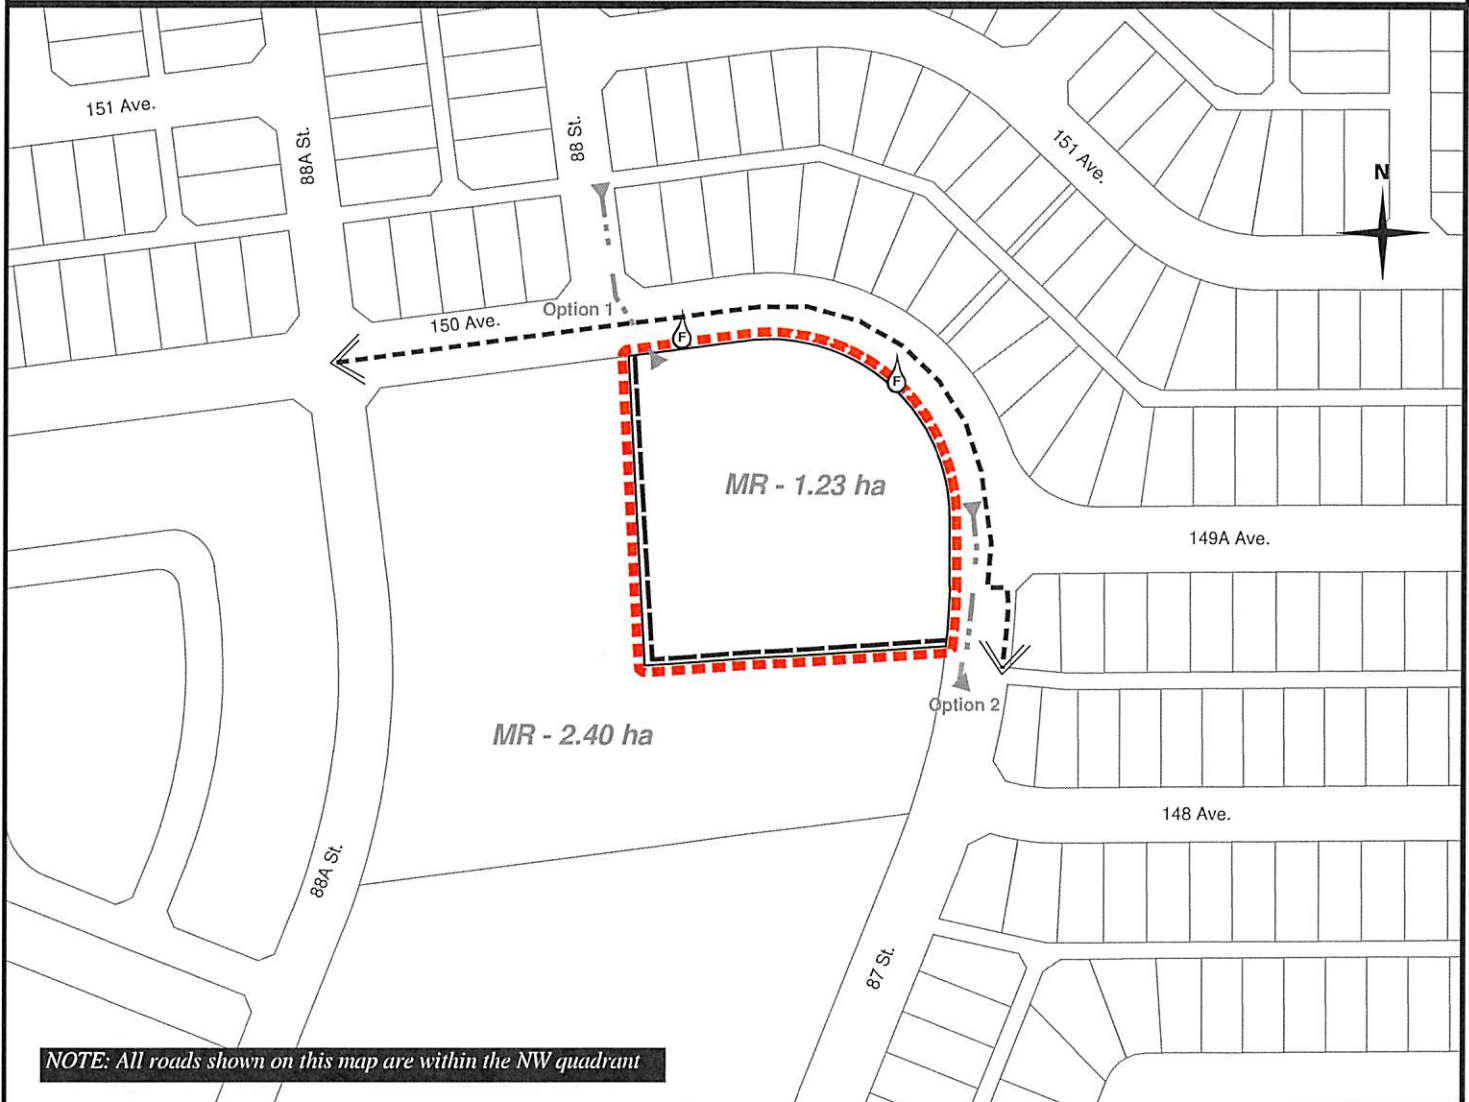 151 Ave.
88A St.
88 St.
151 Ave.
N
Option 1
150 Ave.
F
F
MR - 1.23 ha
149A Ave.
Option 2
MR - 2.40 ha
148 Ave.
88A St.
87 St.
NOTE: All roads shown on this map are within the NW quadrant